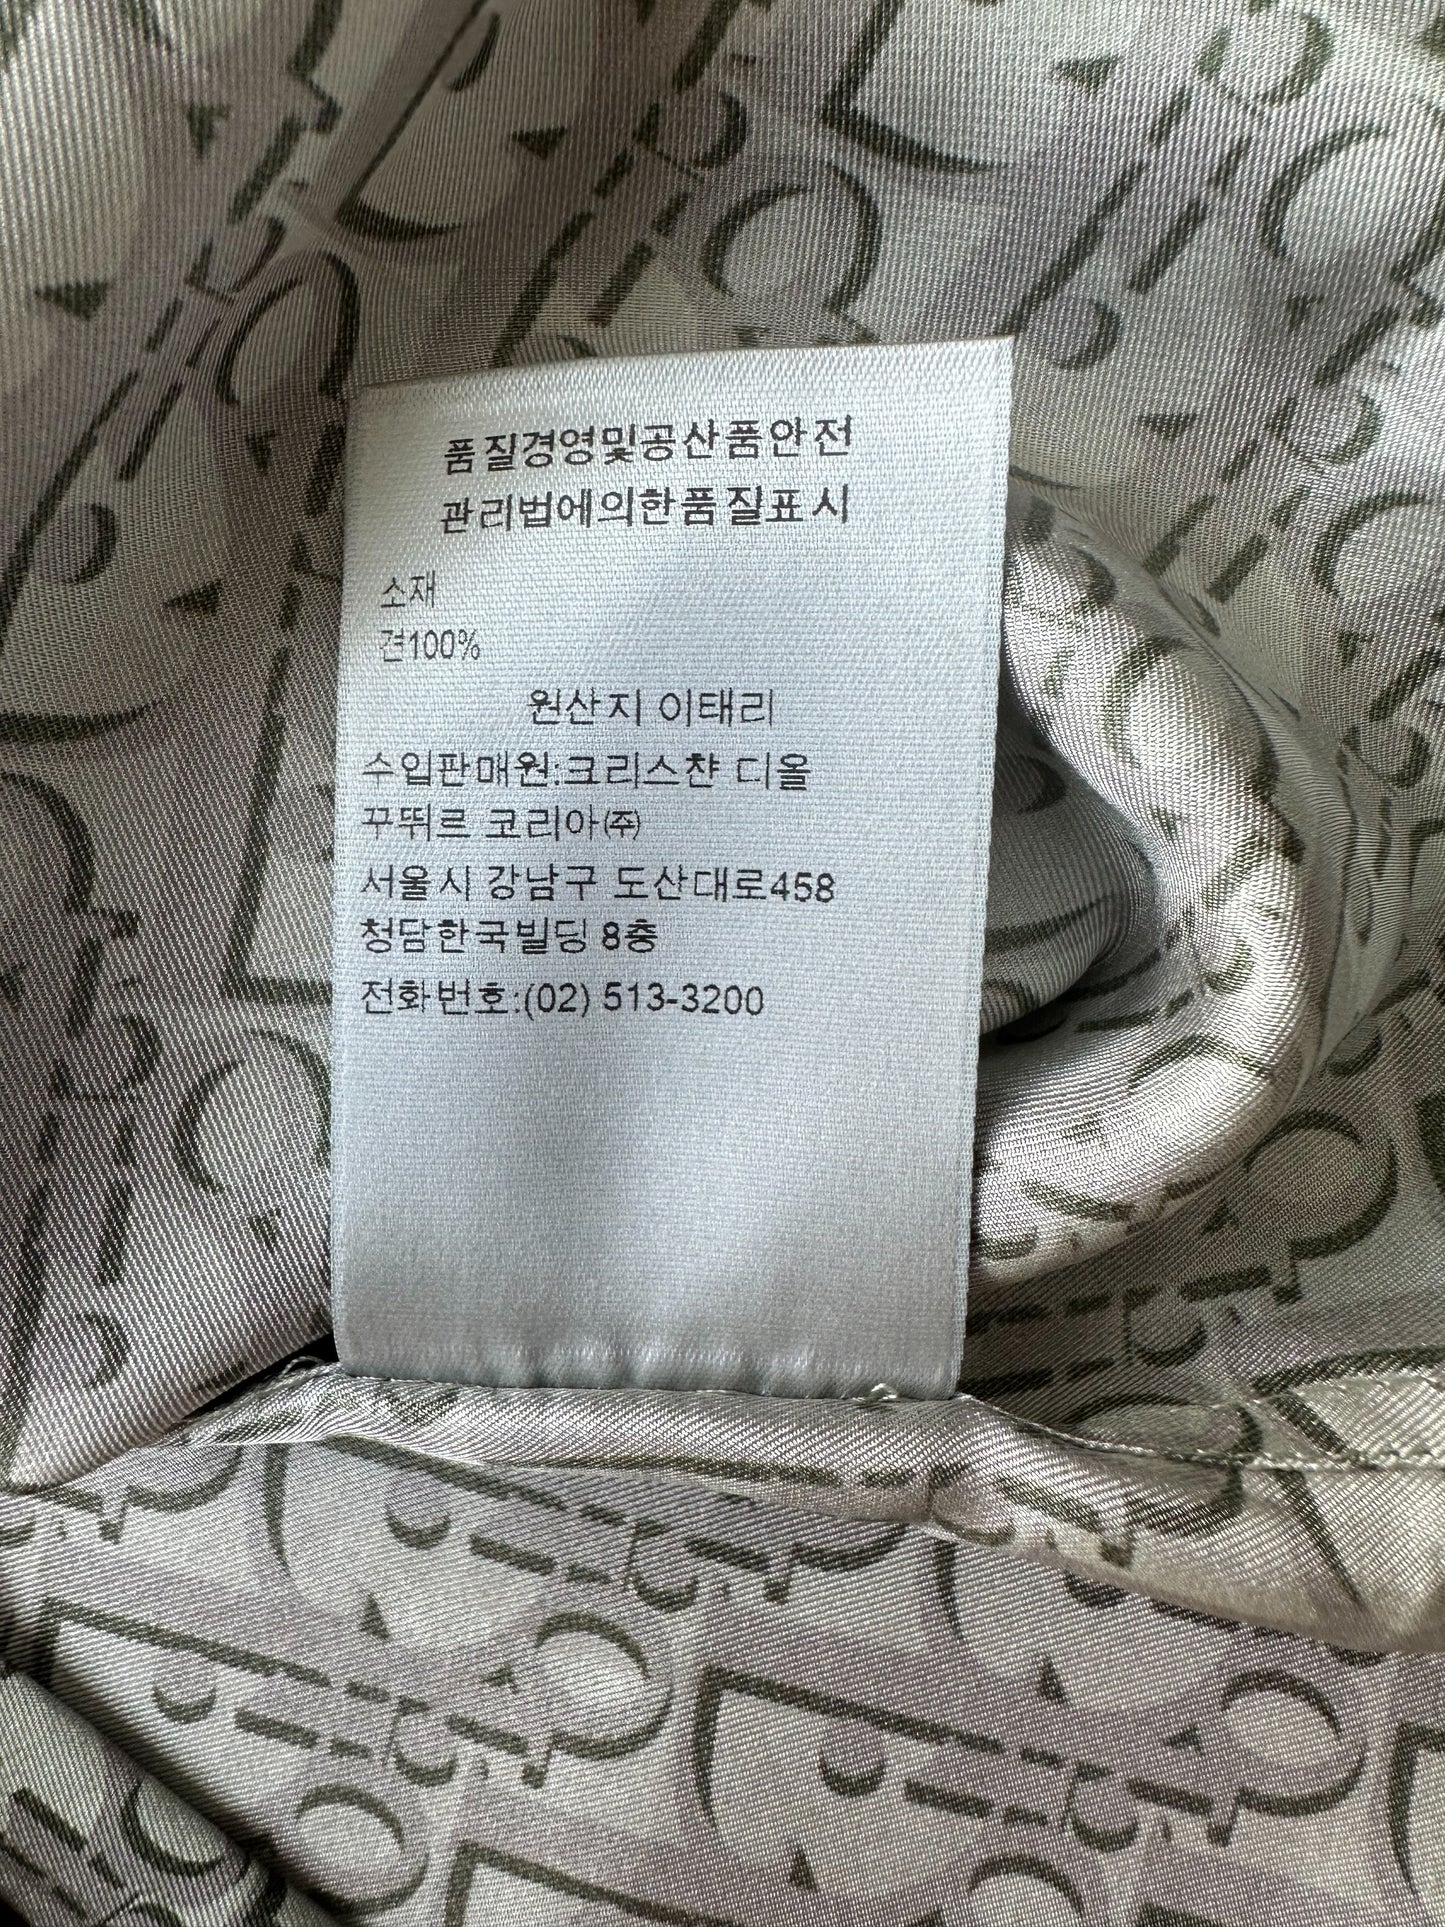 품질경영및공산품안전
관리법에의한품질표시
소재
견100%
원산지 이태리
수입판매원:크리스챤 디올
꾸뛰르 코리아㈜
서울시 강남구 도산대로458
청담한국빌딩 8층
전화번호:(02) 513-3200